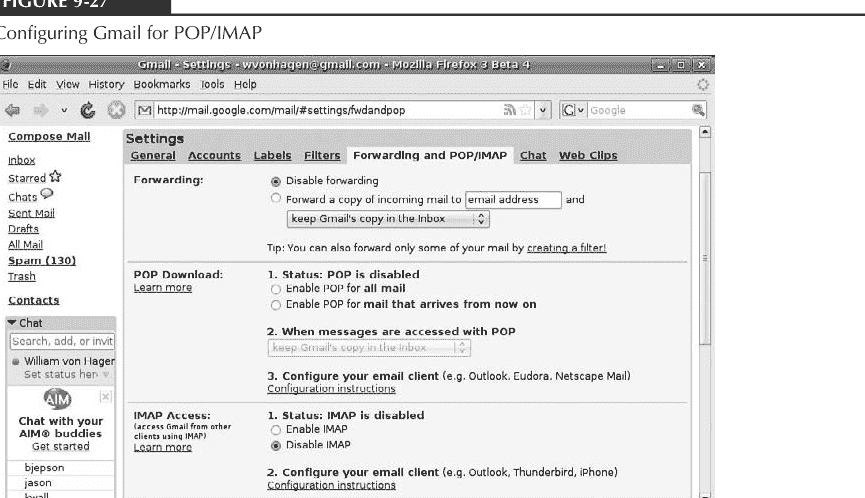 FIGURE 9-27
Configuring Gmail for POP/IMAP
Gmail - Settings - wvonhagen@gmail.com - Mozilla Firefox 3 Beta 4
File Edit View History Bookmarks Tools Help
http://mail.google.com/mail/#settings/fwdandpop
Google
Compose Mail
Inbox
Starred
Chats
Sent Mail
Drafts
All Mail
Spam (130)
Trash
Contacts
Chat
Search, add, or invit
William von Hager
Set status her
AIM
Chat with your
AIM® buddies
Get started
bjepson
jason
Settings
General Accounts Labels Filters Forwarding and POP/IMAP Chat Web Clips
Forwarding:
Disable forwarding
Forward a copy of incoming mail to email address and
keep Gmail's copy in the Inbox
Tip: You can also forward only some of your mail by creating a filter!
POP Download:
Learn more
1. Status: POP is disabled
Enable POP for all mail
Enable POP for mail that arrives from now on
2. When messages are accessed with POP
keep Gmail's copy in the Inbox
3. Configure your email client (e.g. Outlook, Eudora, Netscape Mail)
Configuration instructions
IMAP Access:
(access Gmail from other
clients using IMAP)
Learn more
1. Status: IMAP is disabled
Enable IMAP
Disable IMAP
2. Configure your email client (e.g. Outlook, Thunderbird, iPhone)
Configuration instructions